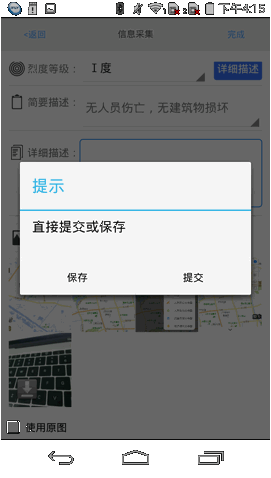 下午4:15
<返回 信息采集 完成
烈度等级： Ⅰ度 详细描述
简要描述： 无人员伤亡，无建筑物损坏
详细描述：
提示
直接提交或保存
保存 提交
使用原图